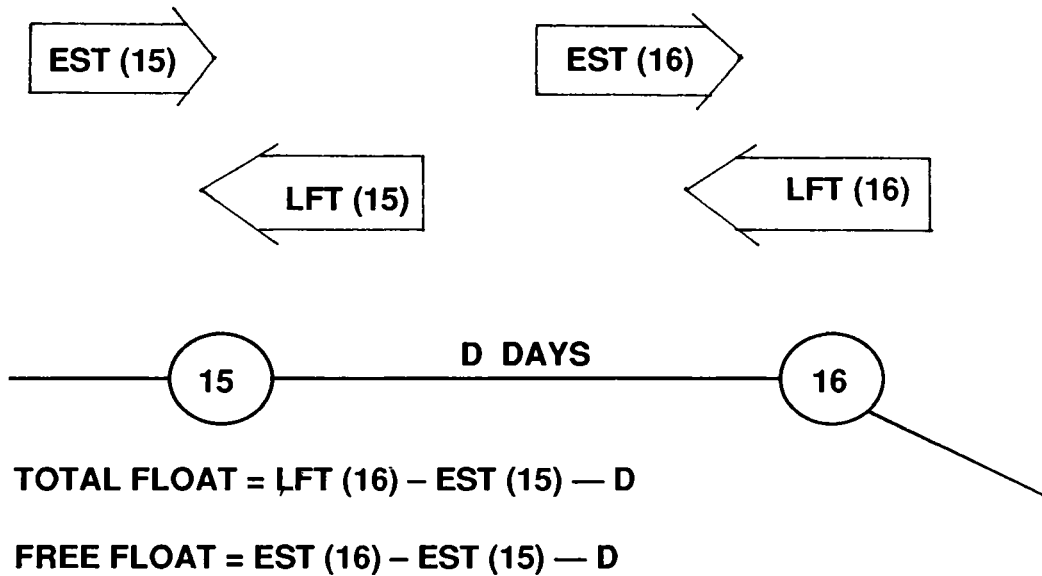 EST (15)
EST (16)
LFT (15)
LFT (16)
D DAYS
15
16
TOTAL FLOAT = LFT (16) – EST (15) — D
FREE FLOAT = EST (16) – EST (15) — D